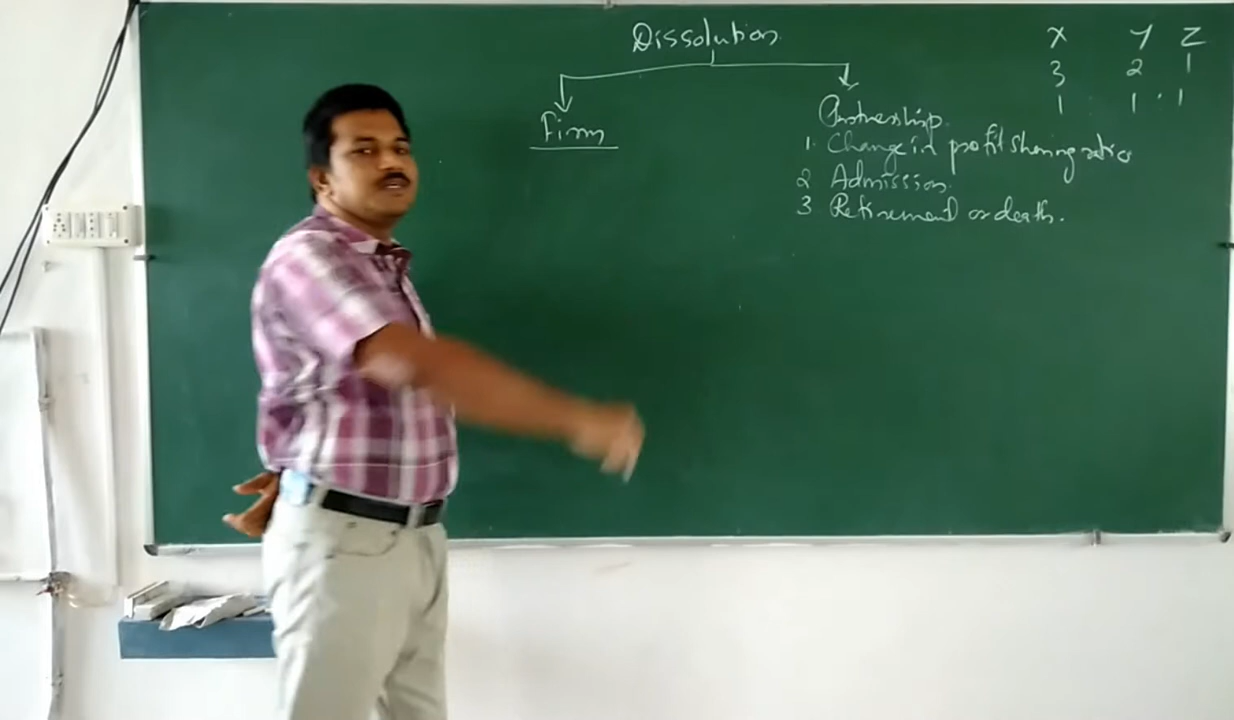 Dissolution
Firm
Partnership
1. Change in profit sharing ratio
2 Admission.
3 Retirement or death.
X Y Z
3 2 1
1 1 1